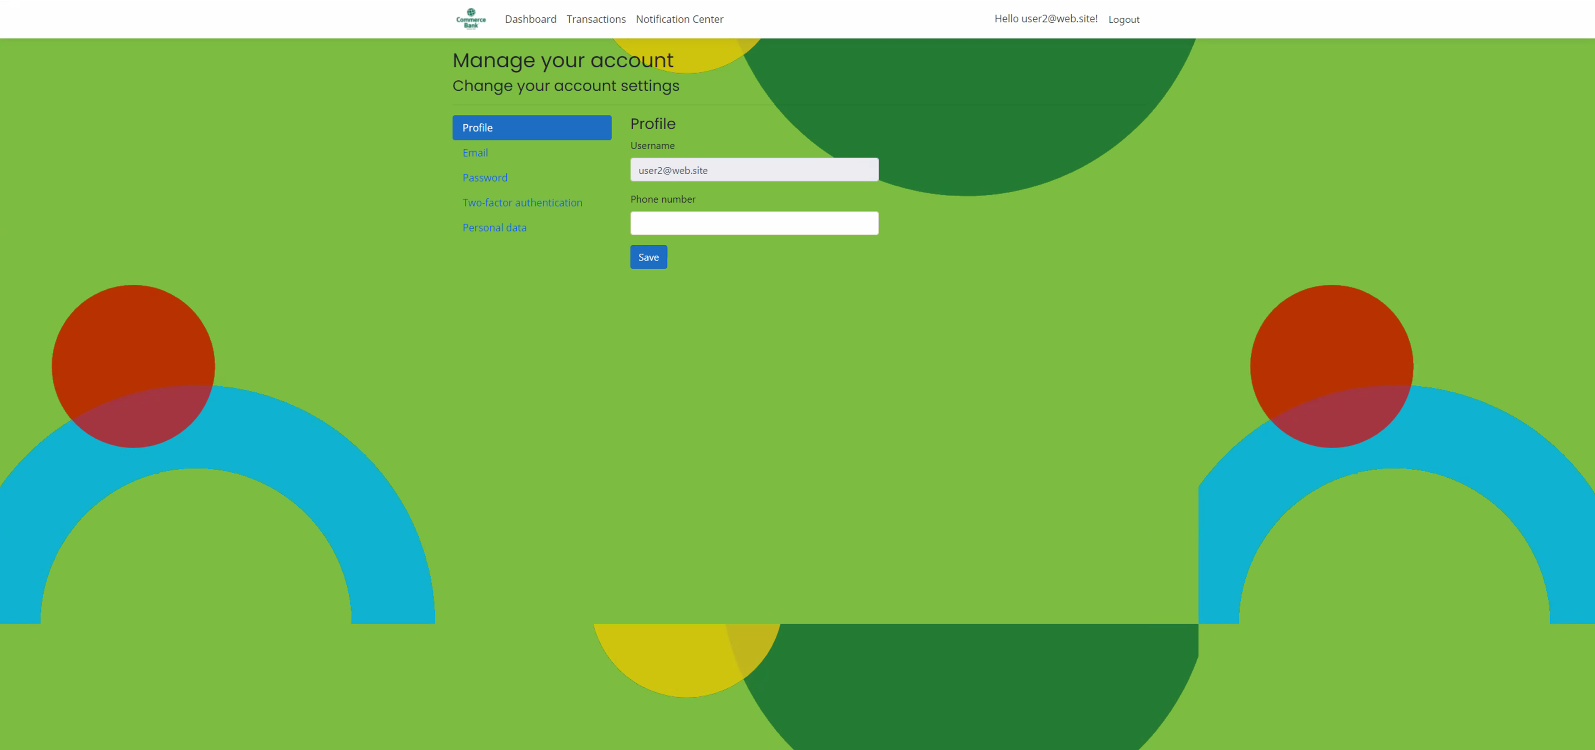 Commerce
Bank
Dashboard Transactions Notification Center Hello user2@web.site! Logout
Manage your account
Change your account settings
Profile
Email
Password
Two-factor authentication
Personal data
Profile
Username
user2@web.site
Phone number
Save